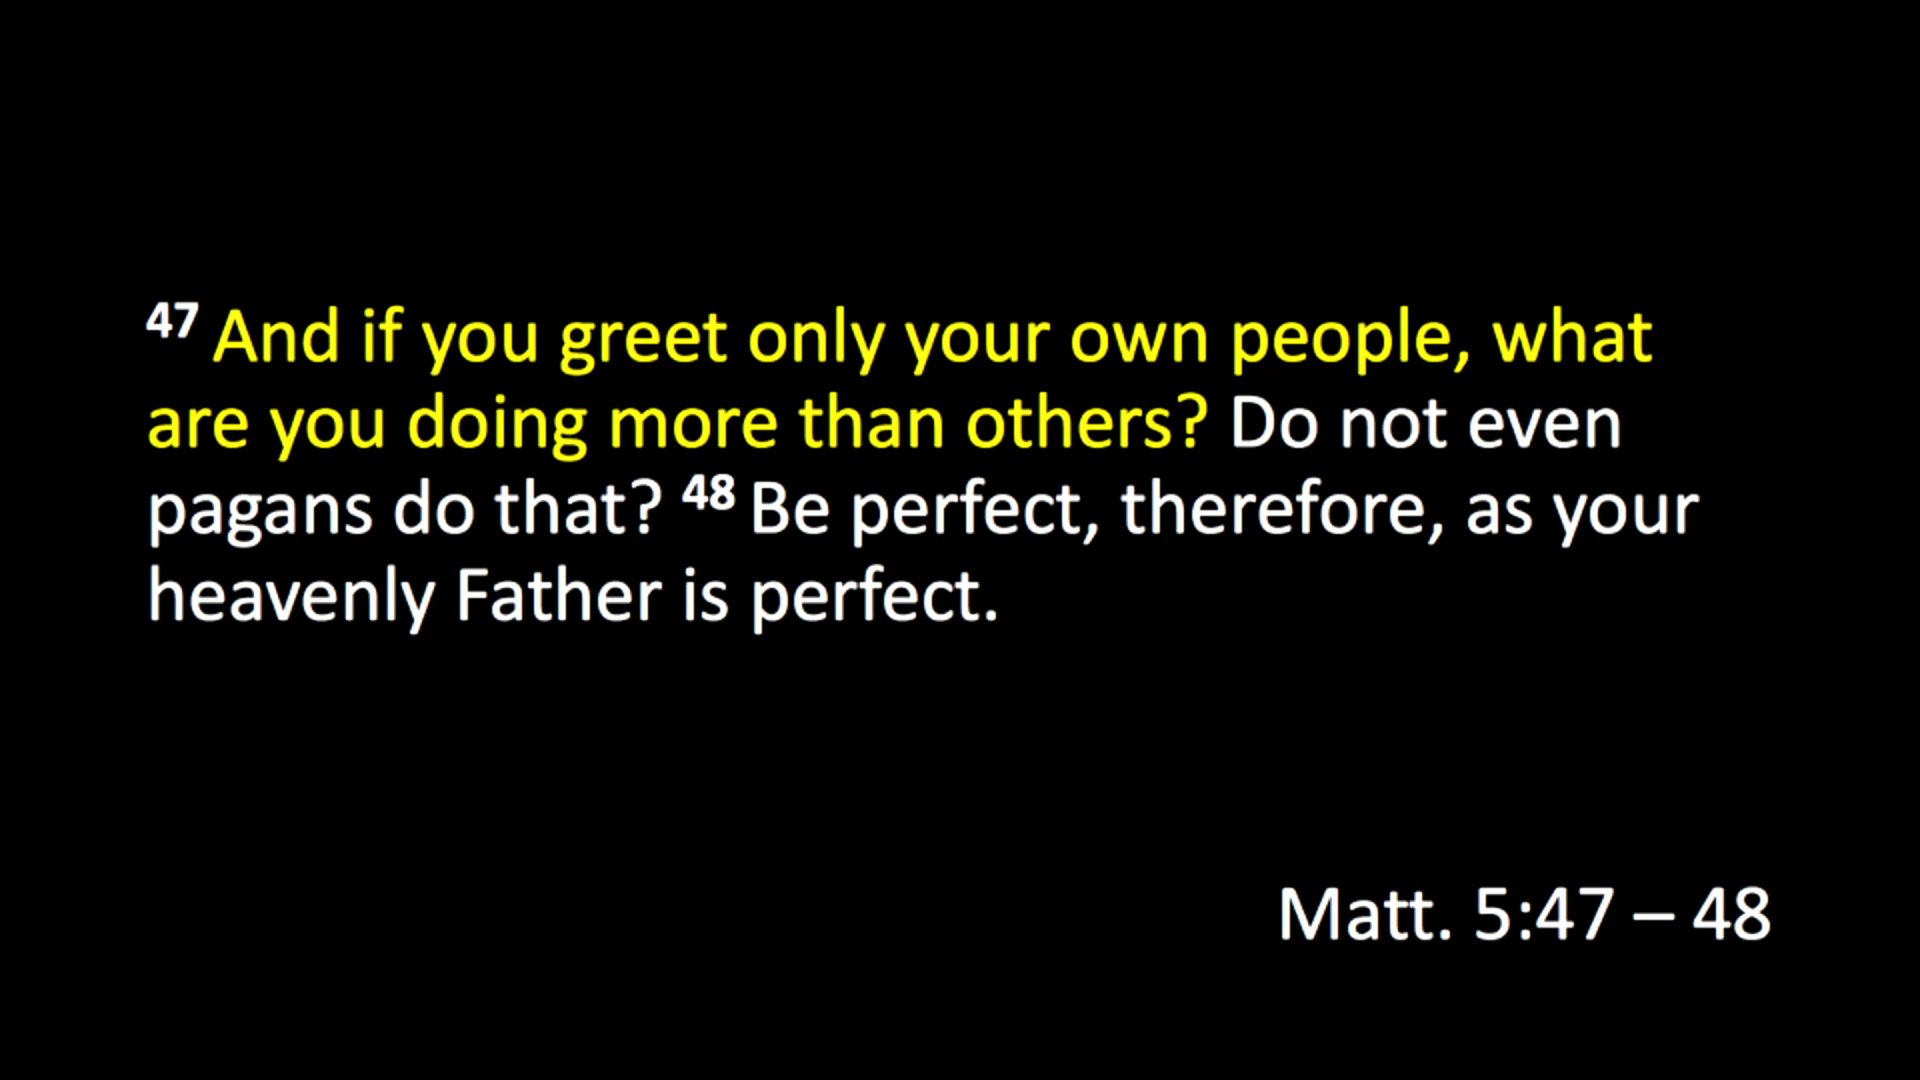 47 And if you greet only your own people, what
are you doing more than others? Do not even
pagans do that? 48 Be perfect, therefore, as your
heavenly Father is perfect.
Matt. 5:47 – 48